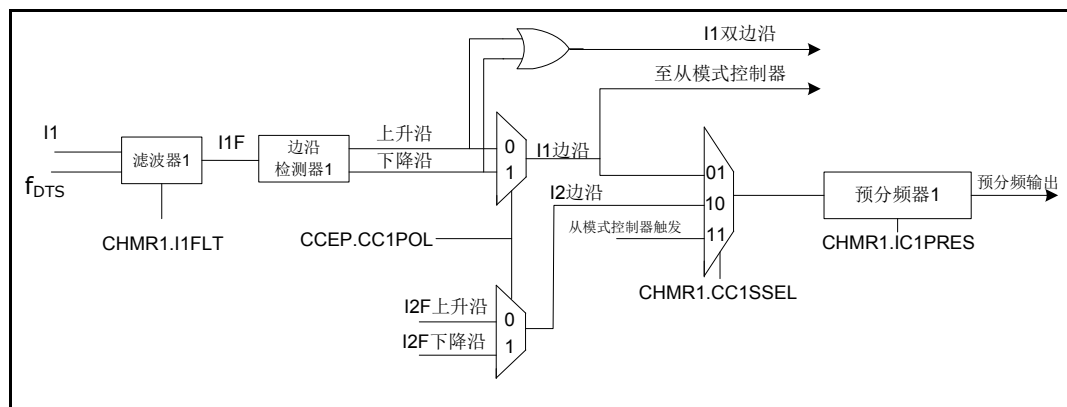 I1双边沿
至从模式控制器
I1
f_DTS
滤波器1
I1F
边沿
检测器1
上升沿
下降沿
0
1
I1边沿
I2边沿
从模式控制器触发
01
10
11
预分频器1
预分频输出
CHMR1.I1FLT
CCEP.CC1POL
CHMR1.IC1PRES
CHMR1.CC1SSEL
I2F上升沿
I2F下降沿
0
1